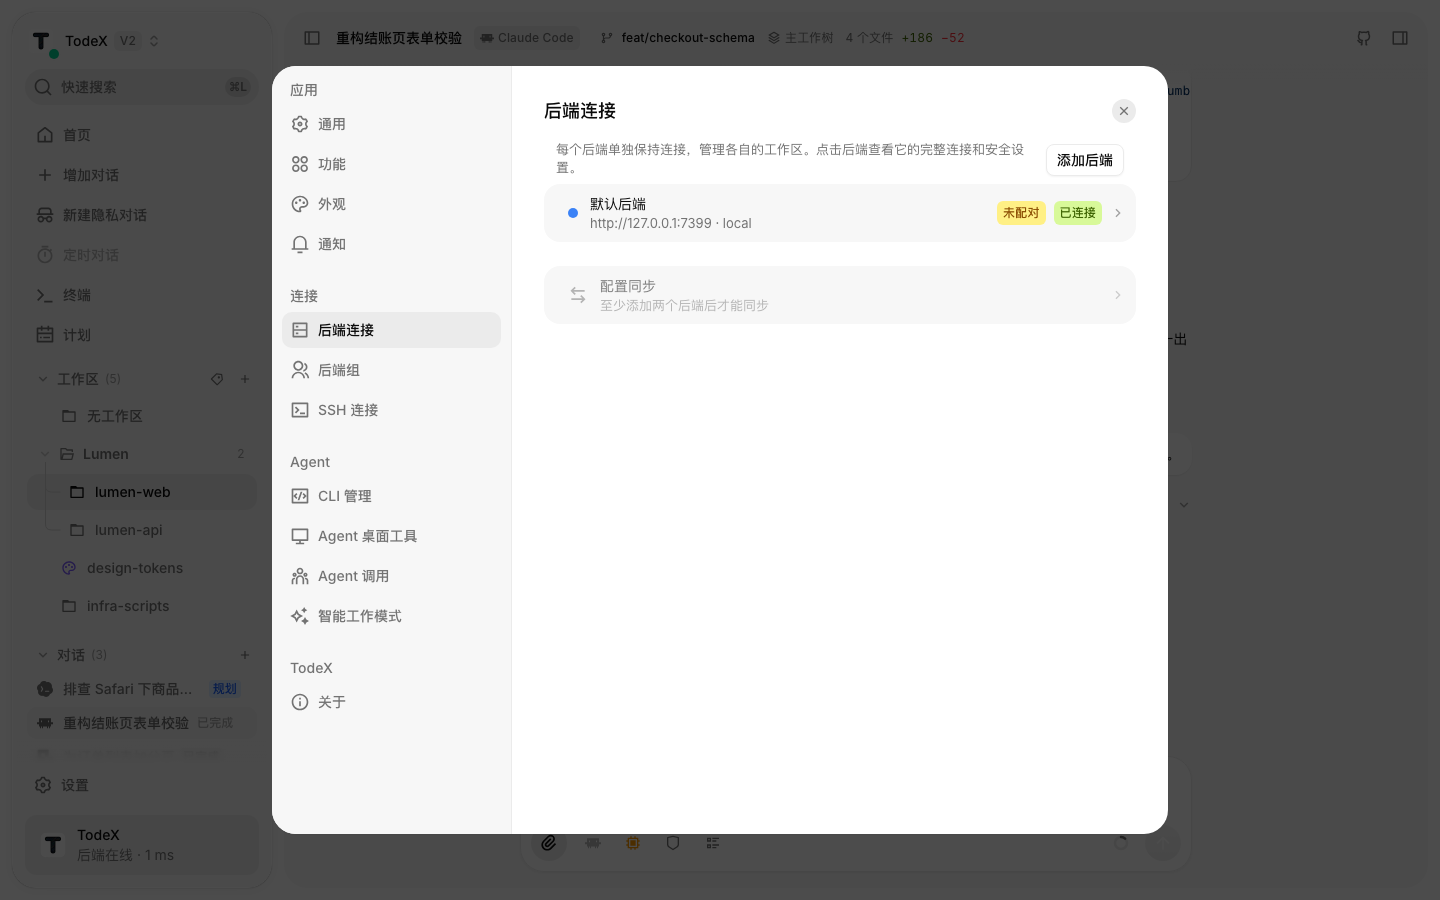 TodeX V2
快速搜索 ⌘L
首页
增加对话
新建隐私对话
定时对话
终端
计划
工作区 (5)
无工作区
Lumen 2
lumen-web
lumen-api
design-tokens
infra-scripts
对话 (3)
排查 Safari 下商品... 规划
重构结账页表单校验 已完成
设置
TodeX
后端在线 · 1 ms
重构结账页表单校验 Claude Code feat/checkout-schema 主工作树 4 个文件 +186 −52
umb
出
应用
通用
功能
外观
通知
连接
后端连接
后端组
SSH 连接
Agent
CLI 管理
Agent 桌面工具
Agent 调用
智能工作模式
TodeX
关于
后端连接
每个后端单独保持连接，管理各自的工作区。点击后端查看它的完整连接和安全设
置。
添加后端
默认后端
http://127.0.0.1:7399 · local
未配对 已连接
配置同步
至少添加两个后端后才能同步